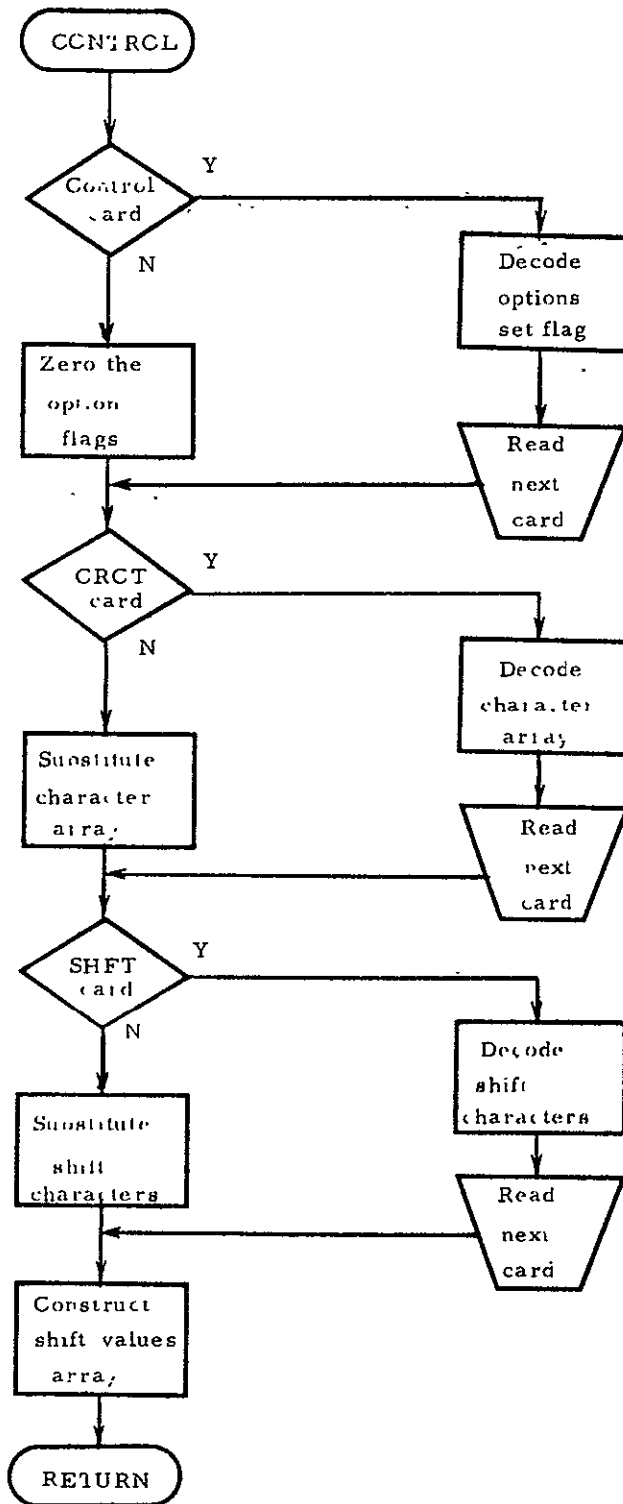 CONTROL
Control
card
Y
N
Decode
options
set flag
Zero the
option
flags
Read
next
card
CRCT
card
Y
N
Decode
character
array
Substitute
character
array
Read
next
card
SHFT
card
Y
N
Decode
shift
characters
Substitute
shift
characters
Read
next
card
Construct
shift values
array
RETURN